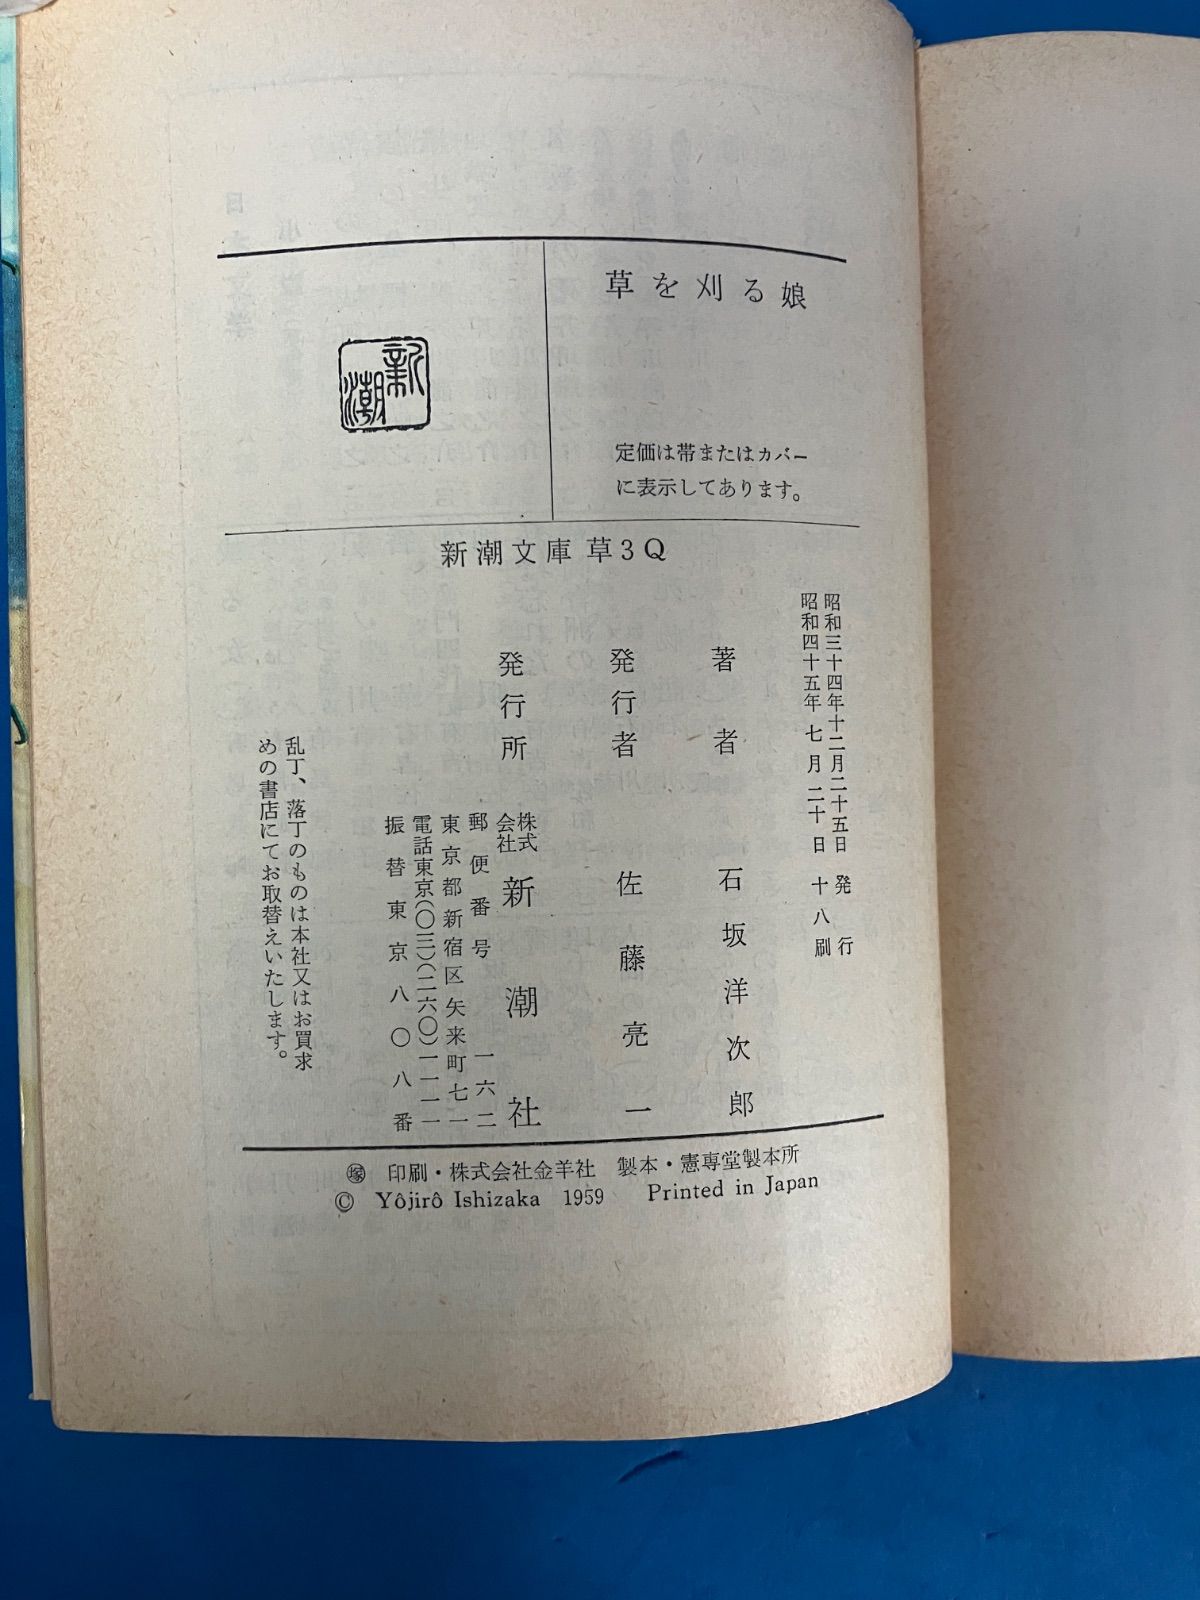 草を刈る娘
定価は帯またはカバー
に表示してあります。
新潮
新潮文庫 草3Q
昭和三十四年十二月二十五日 発行
昭和四十五年 七月二十日 十八刷
著者 石坂洋次郎
発行者 佐藤亮一
発行所 株式会社 新潮社
郵便番号 一六二
東京都新宿区矢来町七一
電話東京(〇三)(二六〇)一一一一
振替東京八〇八番
乱丁、落丁のものは本社又はお買求
めの書店にてお取替えいたします。
塚 印刷・株式会社金羊社 製本・憲専堂製本所
© Yôjirô Ishizaka 1959 Printed in Japan